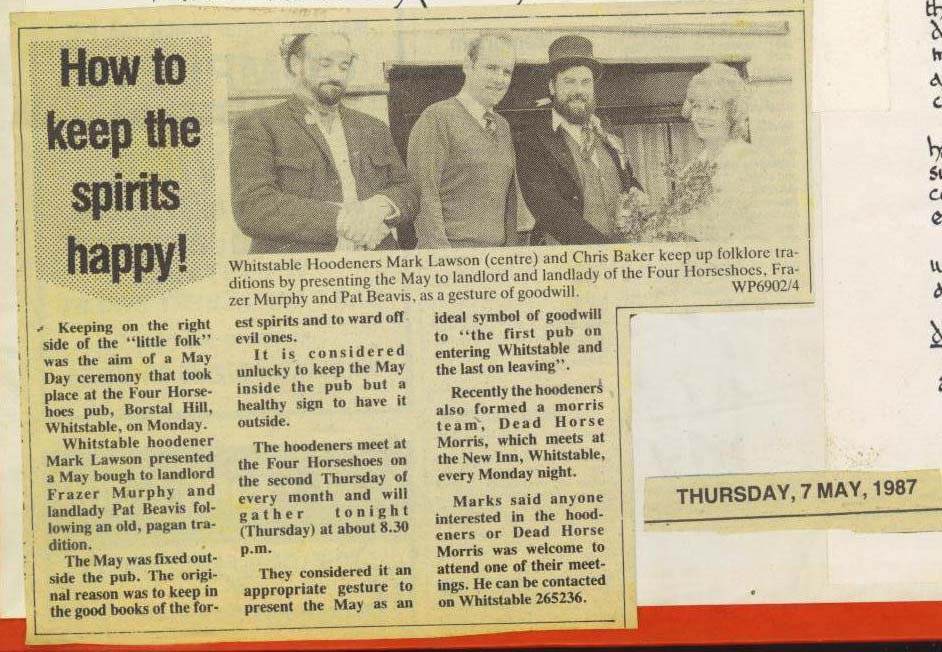 How to
keep the
spirits
happy!
Whitstable Hoodeners Mark Lawson (centre) and Chris Baker keep up folklore tra-
ditions by presenting the May to landlord and landlady of the Four Horseshoes, Fra-
zer Murphy and Pat Beavis, as a gesture of goodwill. WP6902/4
Keeping on the right
side of the “little folk”
was the aim of a May
Day ceremony that took
place at the Four Horse-
hoes pub, Borstal Hill,
Whitstable, on Monday.
Whitstable hoodener
Mark Lawson presented
a May bough to landlord
Frazer Murphy and
landlady Pat Beavis fol-
lowing an old, pagan tra-
dition.
The May was fixed out-
side the pub. The origi-
nal reason was to keep in
the good books of the for-
est spirits and to ward off
evil ones.
It is considered
unlucky to keep the May
inside the pub but a
healthy sign to have it
outside.
The hoodeners meet at
the Four Horseshoes on
the second Thursday of
every month and will
gather tonight
(Thursday) at about 8.30
p.m.
They considered it an
appropriate gesture to
present the May as an
ideal symbol of goodwill
to “the first pub on
entering Whitstable and
the last on leaving”.
Recently the hoodeners
also formed a morris
team, Dead Horse
Morris, which meets at
the New Inn, Whitstable,
every Monday night.
Marks said anyone
interested in the hood-
eners or Dead Horse
Morris was welcome to
attend one of their meet-
ings. He can be contacted
on Whitstable 265236.
THURSDAY, 7 MAY, 1987